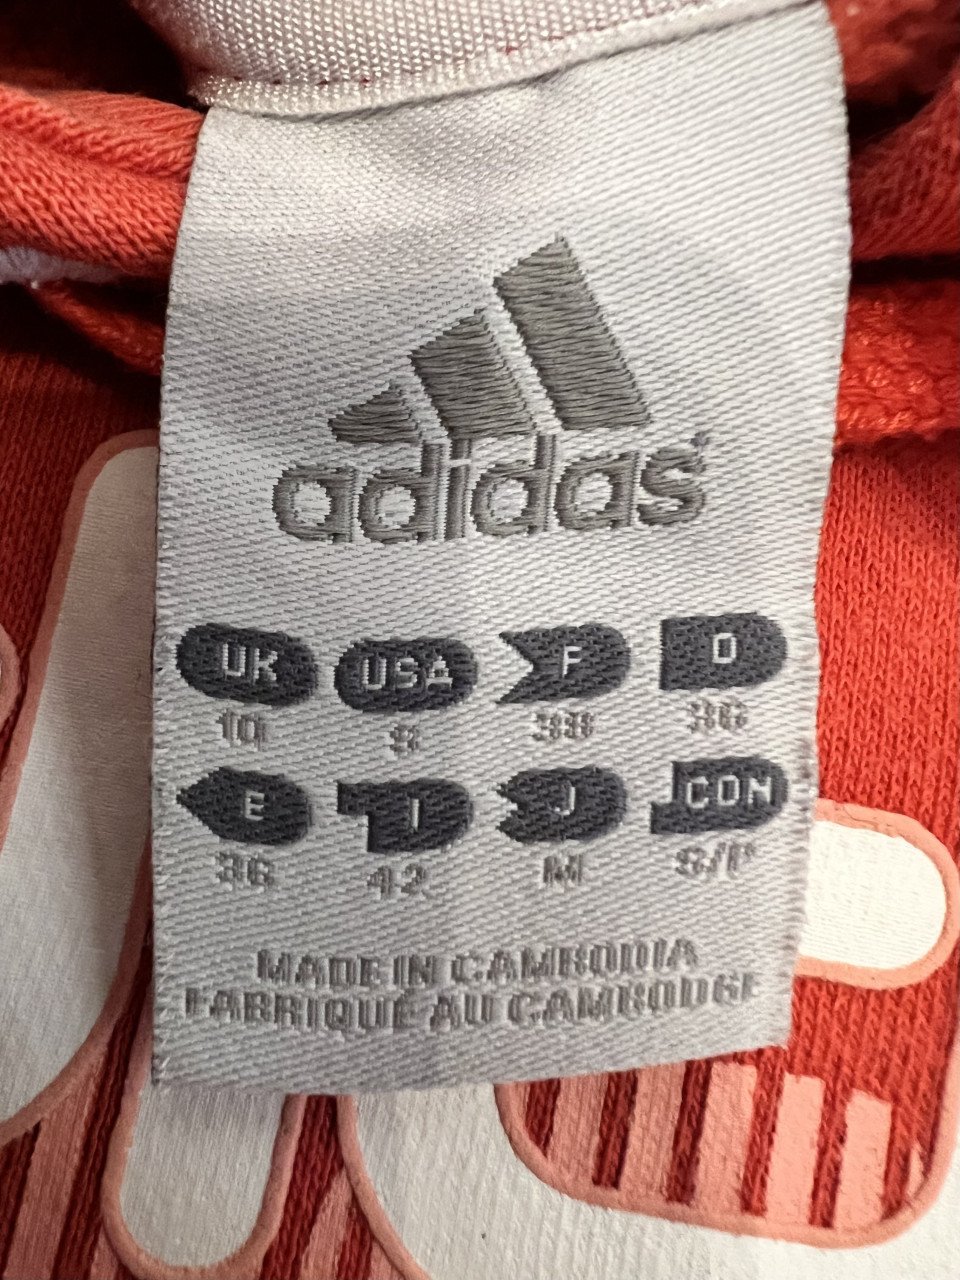 adidas
UK USA F D
10 8 38 36
E I J CON
36 42 M S/P
MADE IN CAMBODIA
FABRIQUÉ AU CAMBODGE